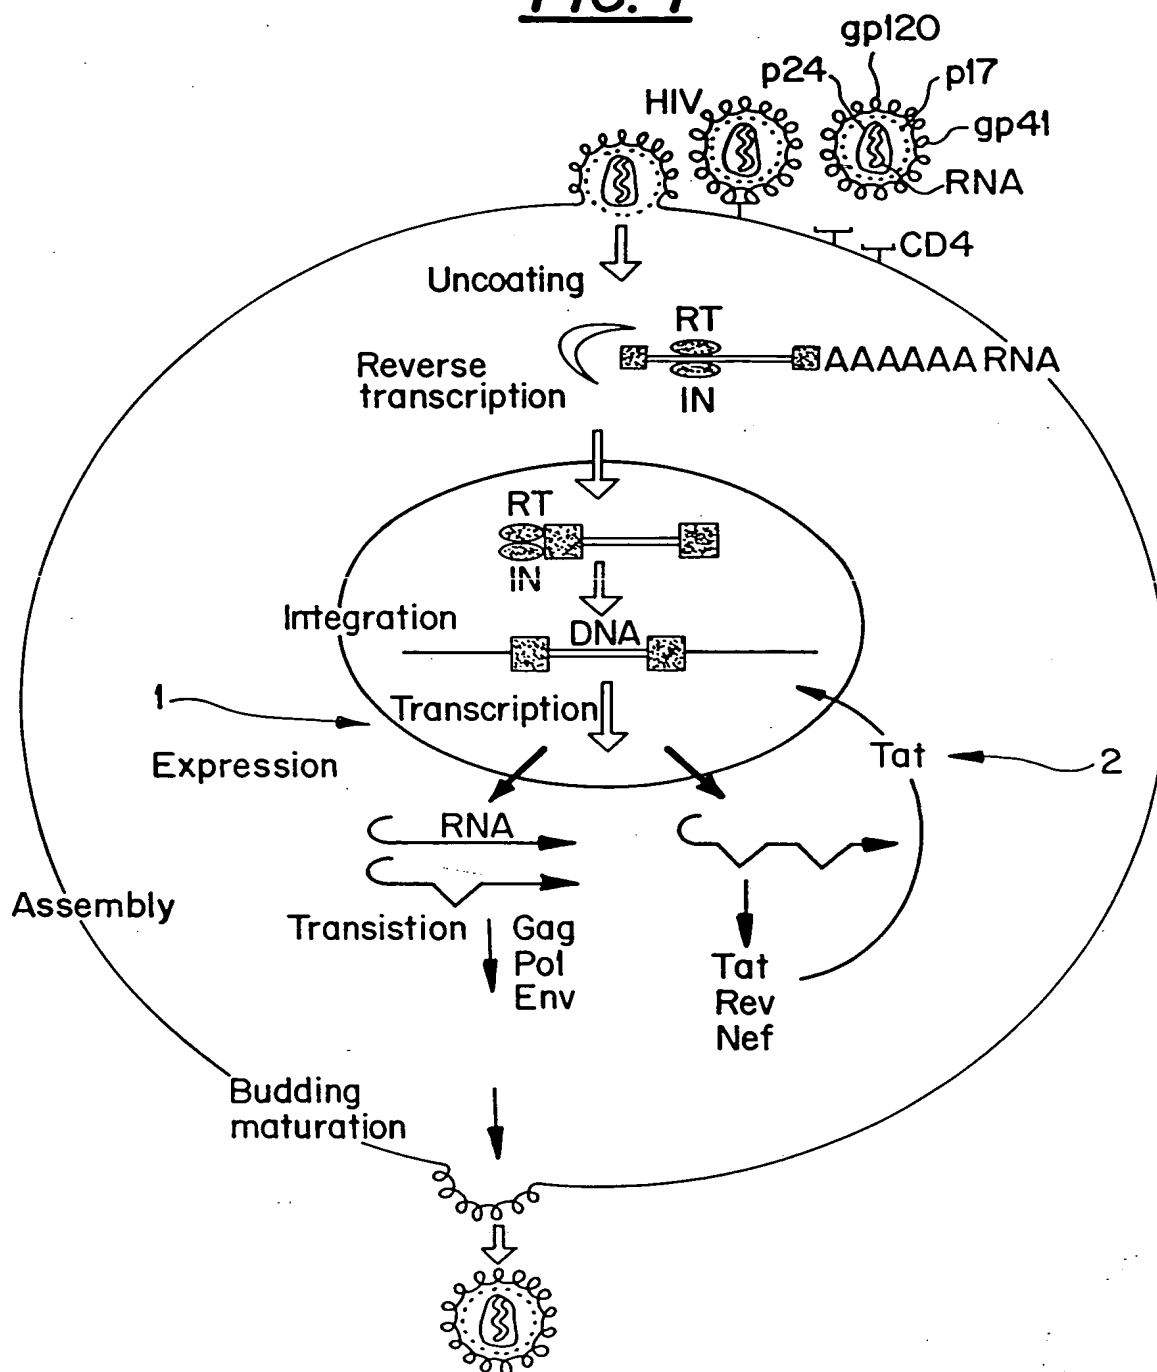 FIG. 1
gp120
p24
p17
HIV
gp41
RNA
CD4
Uncoating
RT
AAAAAA RNA
IN
Reverse
transcription
RT
IN
Integration
DNA
1
Transcription
Expression
Tat
2
RNA
Assembly
Transistion
Gag
Pol
Env
Tat
Rev
Nef
Budding
maturation